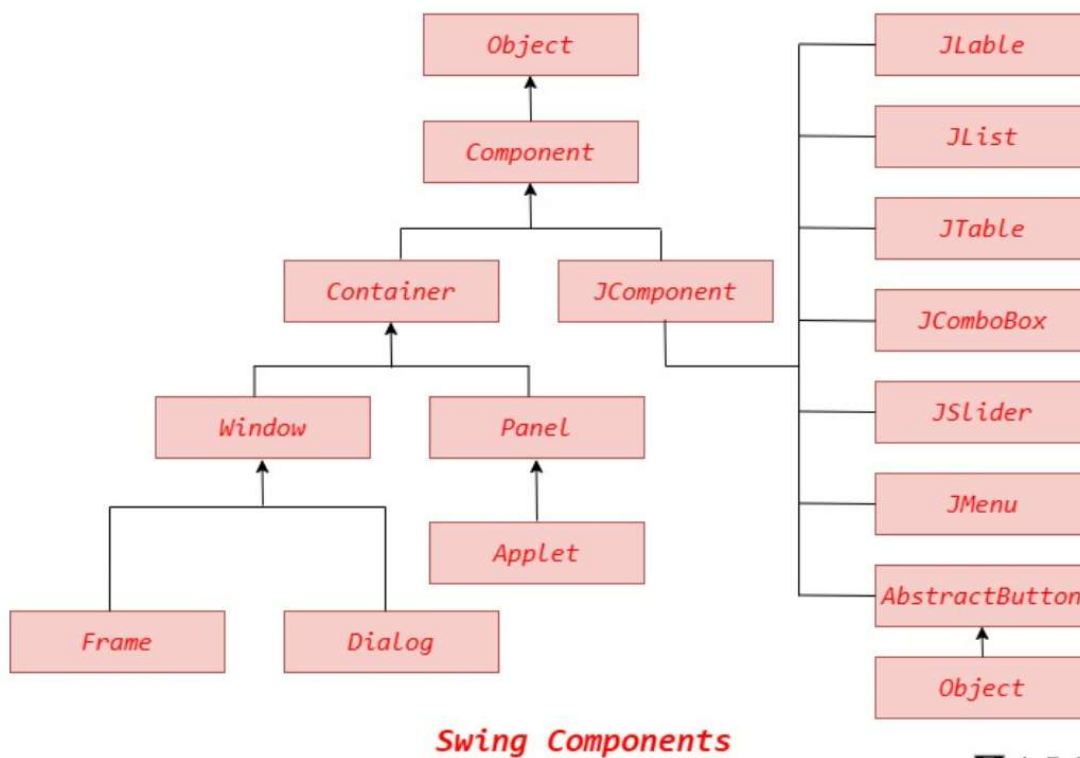 Object
Component
Container
JComponent
Window
Panel
Applet
Frame
Dialog
JLable
JList
JTable
JComboBox
JSlider
JMenu
AbstractButton
Object
Swing Components